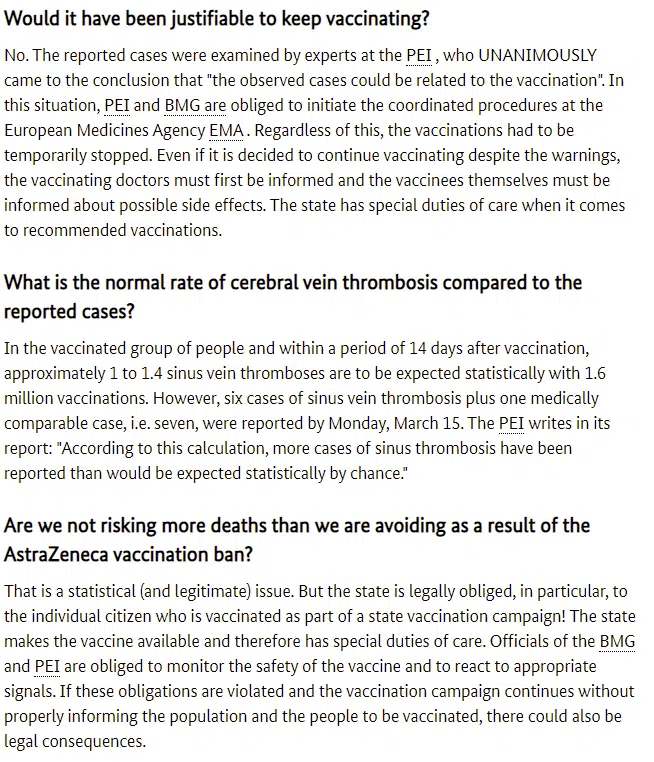 Would it have been justifiable to keep vaccinating?
No. The reported cases were examined by experts at the PEI , who UNANIMOUSLY
came to the conclusion that "the observed cases could be related to the vaccination". In
this situation, PEI and BMG are obliged to initiate the coordinated procedures at the
European Medicines Agency EMA . Regardless of this, the vaccinations had to be
temporarily stopped. Even if it is decided to continue vaccinating despite the warnings,
the vaccinating doctors must first be informed and the vaccinees themselves must be
informed about possible side effects. The state has special duties of care when it comes
to recommended vaccinations.
What is the normal rate of cerebral vein thrombosis compared to the
reported cases?
In the vaccinated group of people and within a period of 14 days after vaccination,
approximately 1 to 1.4 sinus vein thromboses are to be expected statistically with 1.6
million vaccinations. However, six cases of sinus vein thrombosis plus one medically
comparable case, i.e. seven, were reported by Monday, March 15. The PEI writes in its
report: "According to this calculation, more cases of sinus thrombosis have been
reported than would be expected statistically by chance."
Are we not risking more deaths than we are avoiding as a result of the
AstraZeneca vaccination ban?
That is a statistical (and legitimate) issue. But the state is legally obliged, in particular, to
the individual citizen who is vaccinated as part of a state vaccination campaign! The state
makes the vaccine available and therefore has special duties of care. Officials of the BMG
and PEI are obliged to monitor the safety of the vaccine and to react to appropriate
signals. If these obligations are violated and the vaccination campaign continues without
properly informing the population and the people to be vaccinated, there could also be
legal consequences.